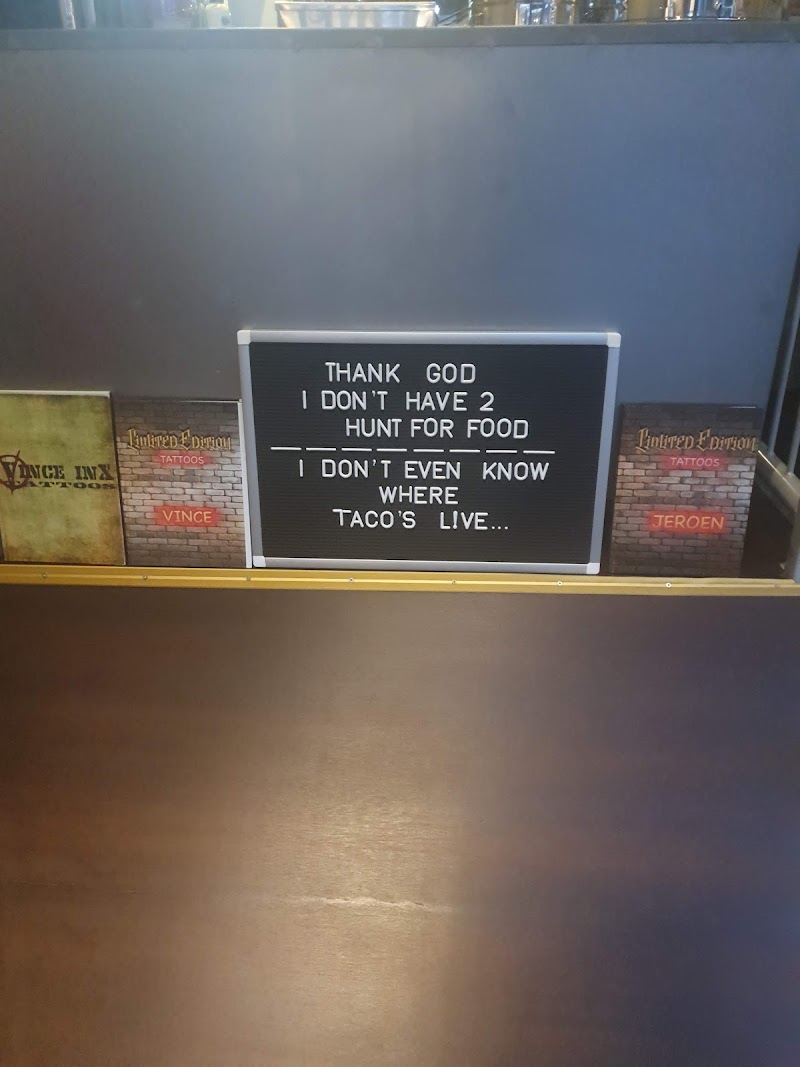 THANK GOD
I DON'T HAVE 2
HUNT FOR FOOD
I DON'T EVEN KNOW
WHERE
TACO'S L!VE...
VINCE INX
TATTOOS
Limited Edition
TATTOOS
VINCE
Limited Edition
TATTOOS
JEROEN